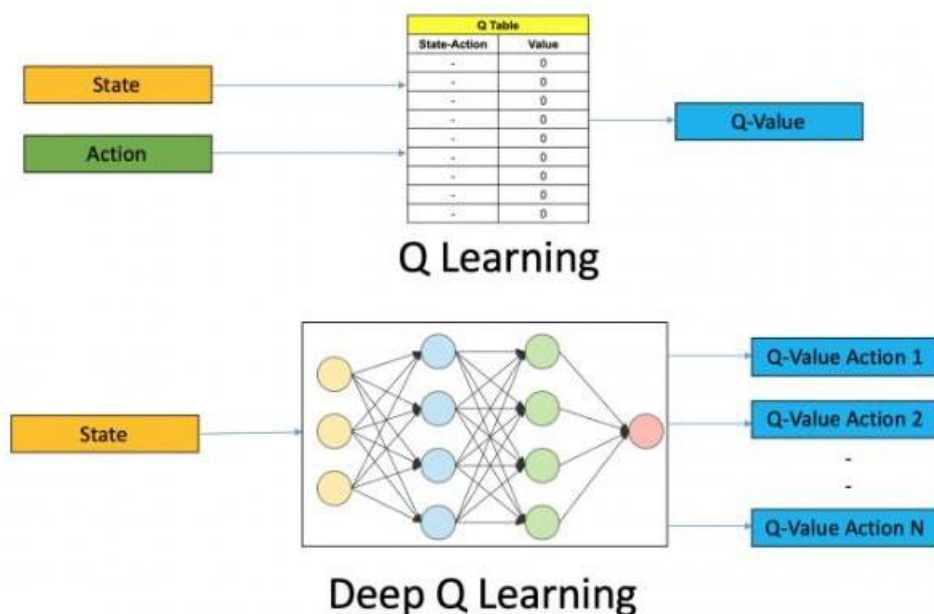 Q Table
State-Action Value
- 0
- 0
- 0
- 0
- 0
- 0
- 0
- 0
- 0
State
Action
Q-Value
Q Learning
State
Q-Value Action 1
Q-Value Action 2
-
-
Q-Value Action N
Deep Q Learning